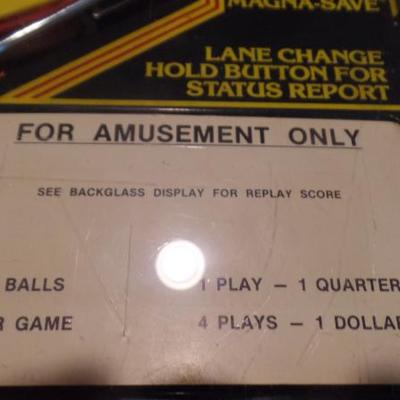 MAGNA-SAVE
LANE CHANGE
HOLD BUTTON FOR
STATUS REPORT
FOR AMUSEMENT ONLY
SEE BACKGLASS DISPLAY FOR REPLAY SCORE
BALLS 1 PLAY – 1 QUARTER
R GAME 4 PLAYS – 1 DOLLA